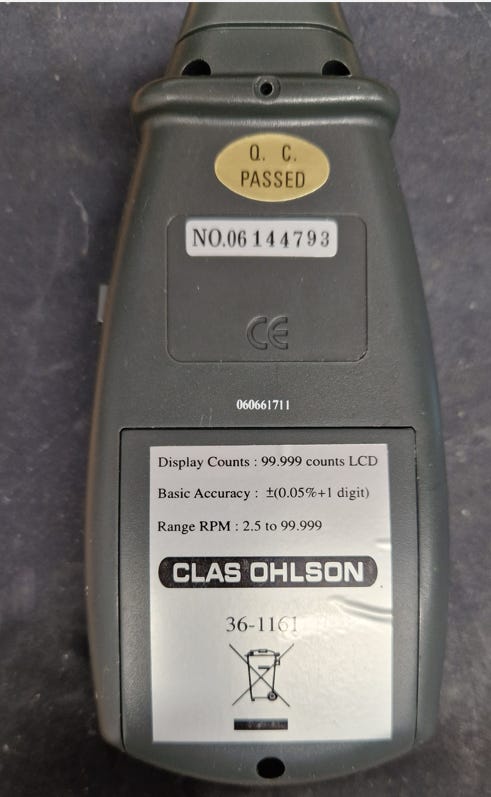 Q. C.
PASSED
NO.06144793
CE
060661711
Display Counts : 99.999 counts LCD
Basic Accuracy : ±(0.05%+1 digit)
Range RPM : 2.5 to 99.999
CLAS OHLSON
36-1161